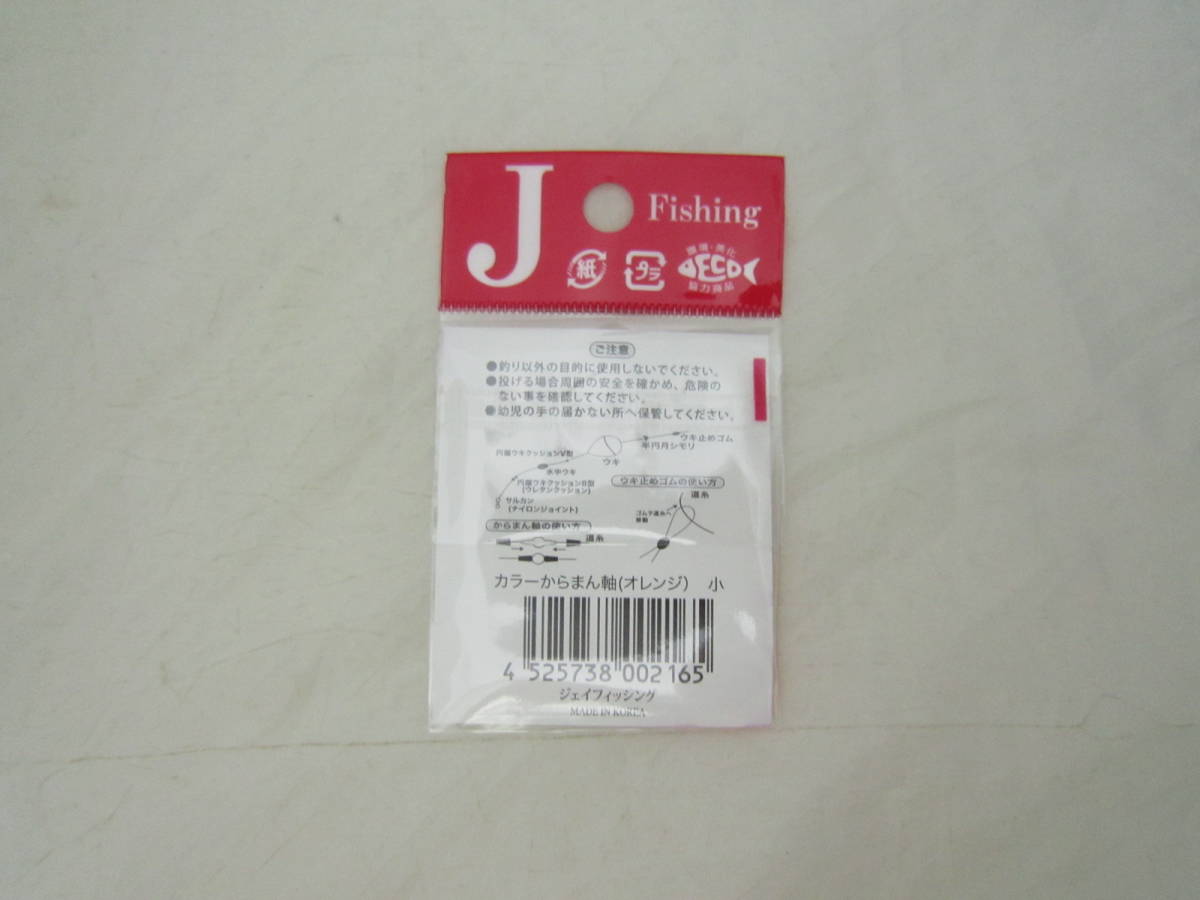 J Fishing
紙
プラ
環境・美化
ECO
協力商品
ご注意
●釣り以外の目的に使用しないでください。
●投げる場合周囲の安全を確かめ、危険の
ない事を確認してください。
●幼児の手の届かない所へ保管してください。
ウキ止めゴム
半円月シモリ
ウキ
円錐ウキクッションV型
水中ウキ
円錐ウキクッションB型
(ウレタンクッション)
サルカン
(ナイロンジョイント)
ウキ止めゴムの使い方
道糸
ゴムを道糸へ
移動
からまん軸の使い方
道糸
カラーからまん軸(オレンジ) 小
4 525738 002165
ジェイフィッシング
MADE IN KOREA